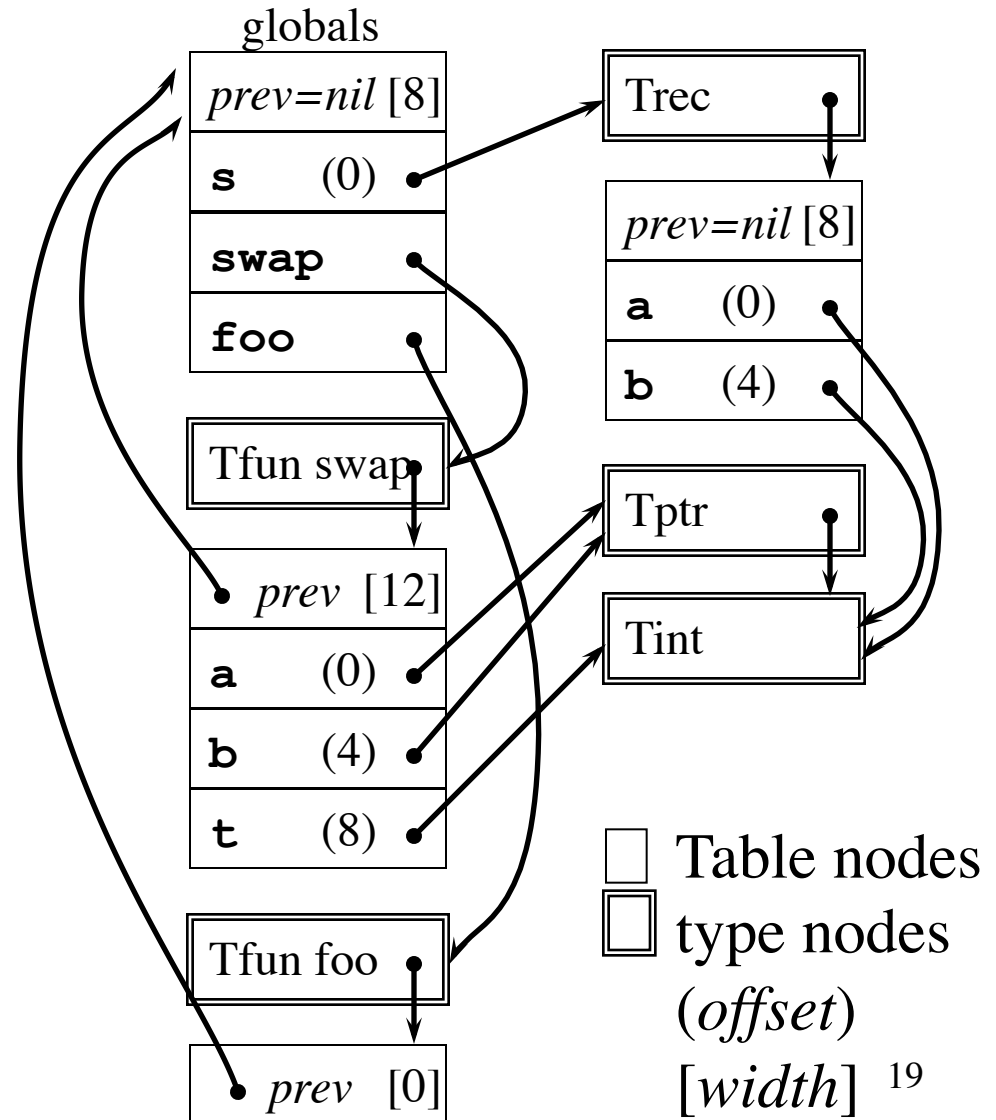 globals
prev=nil [8]
s (0)
swap
foo
Tfun swap
prev [12]
a (0)
b (4)
t (8)
Tfun foo
prev [0]
Trec
prev=nil [8]
a (0)
b (4)
Tptr
Tint
Table nodes
type nodes
(offset)
[width] 19